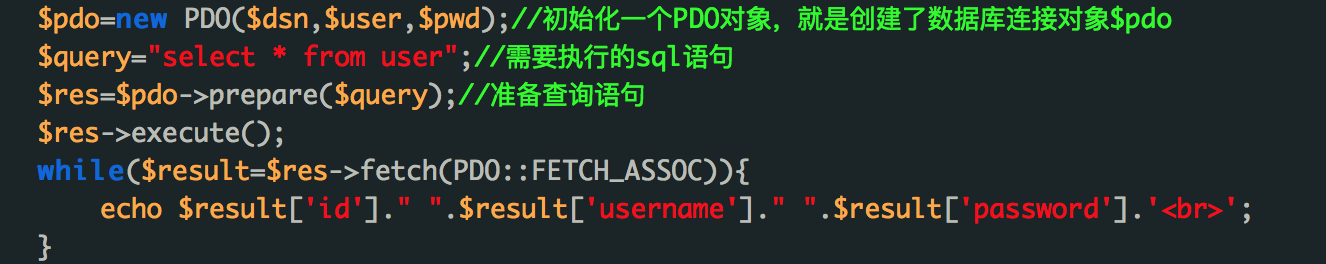 $pdo=new PDO($dsn,$user,$pwd);//初始化一个PDO对象，就是创建了数据库连接对象$pdo
$query="select * from user";//需要执行的sql语句
$res=$pdo->prepare($query);//准备查询语句
$res->execute();
while($result=$res->fetch(PDO::FETCH_ASSOC)){
    echo $result['id']." ".$result['username']." ".$result['password'].'<br>';
}